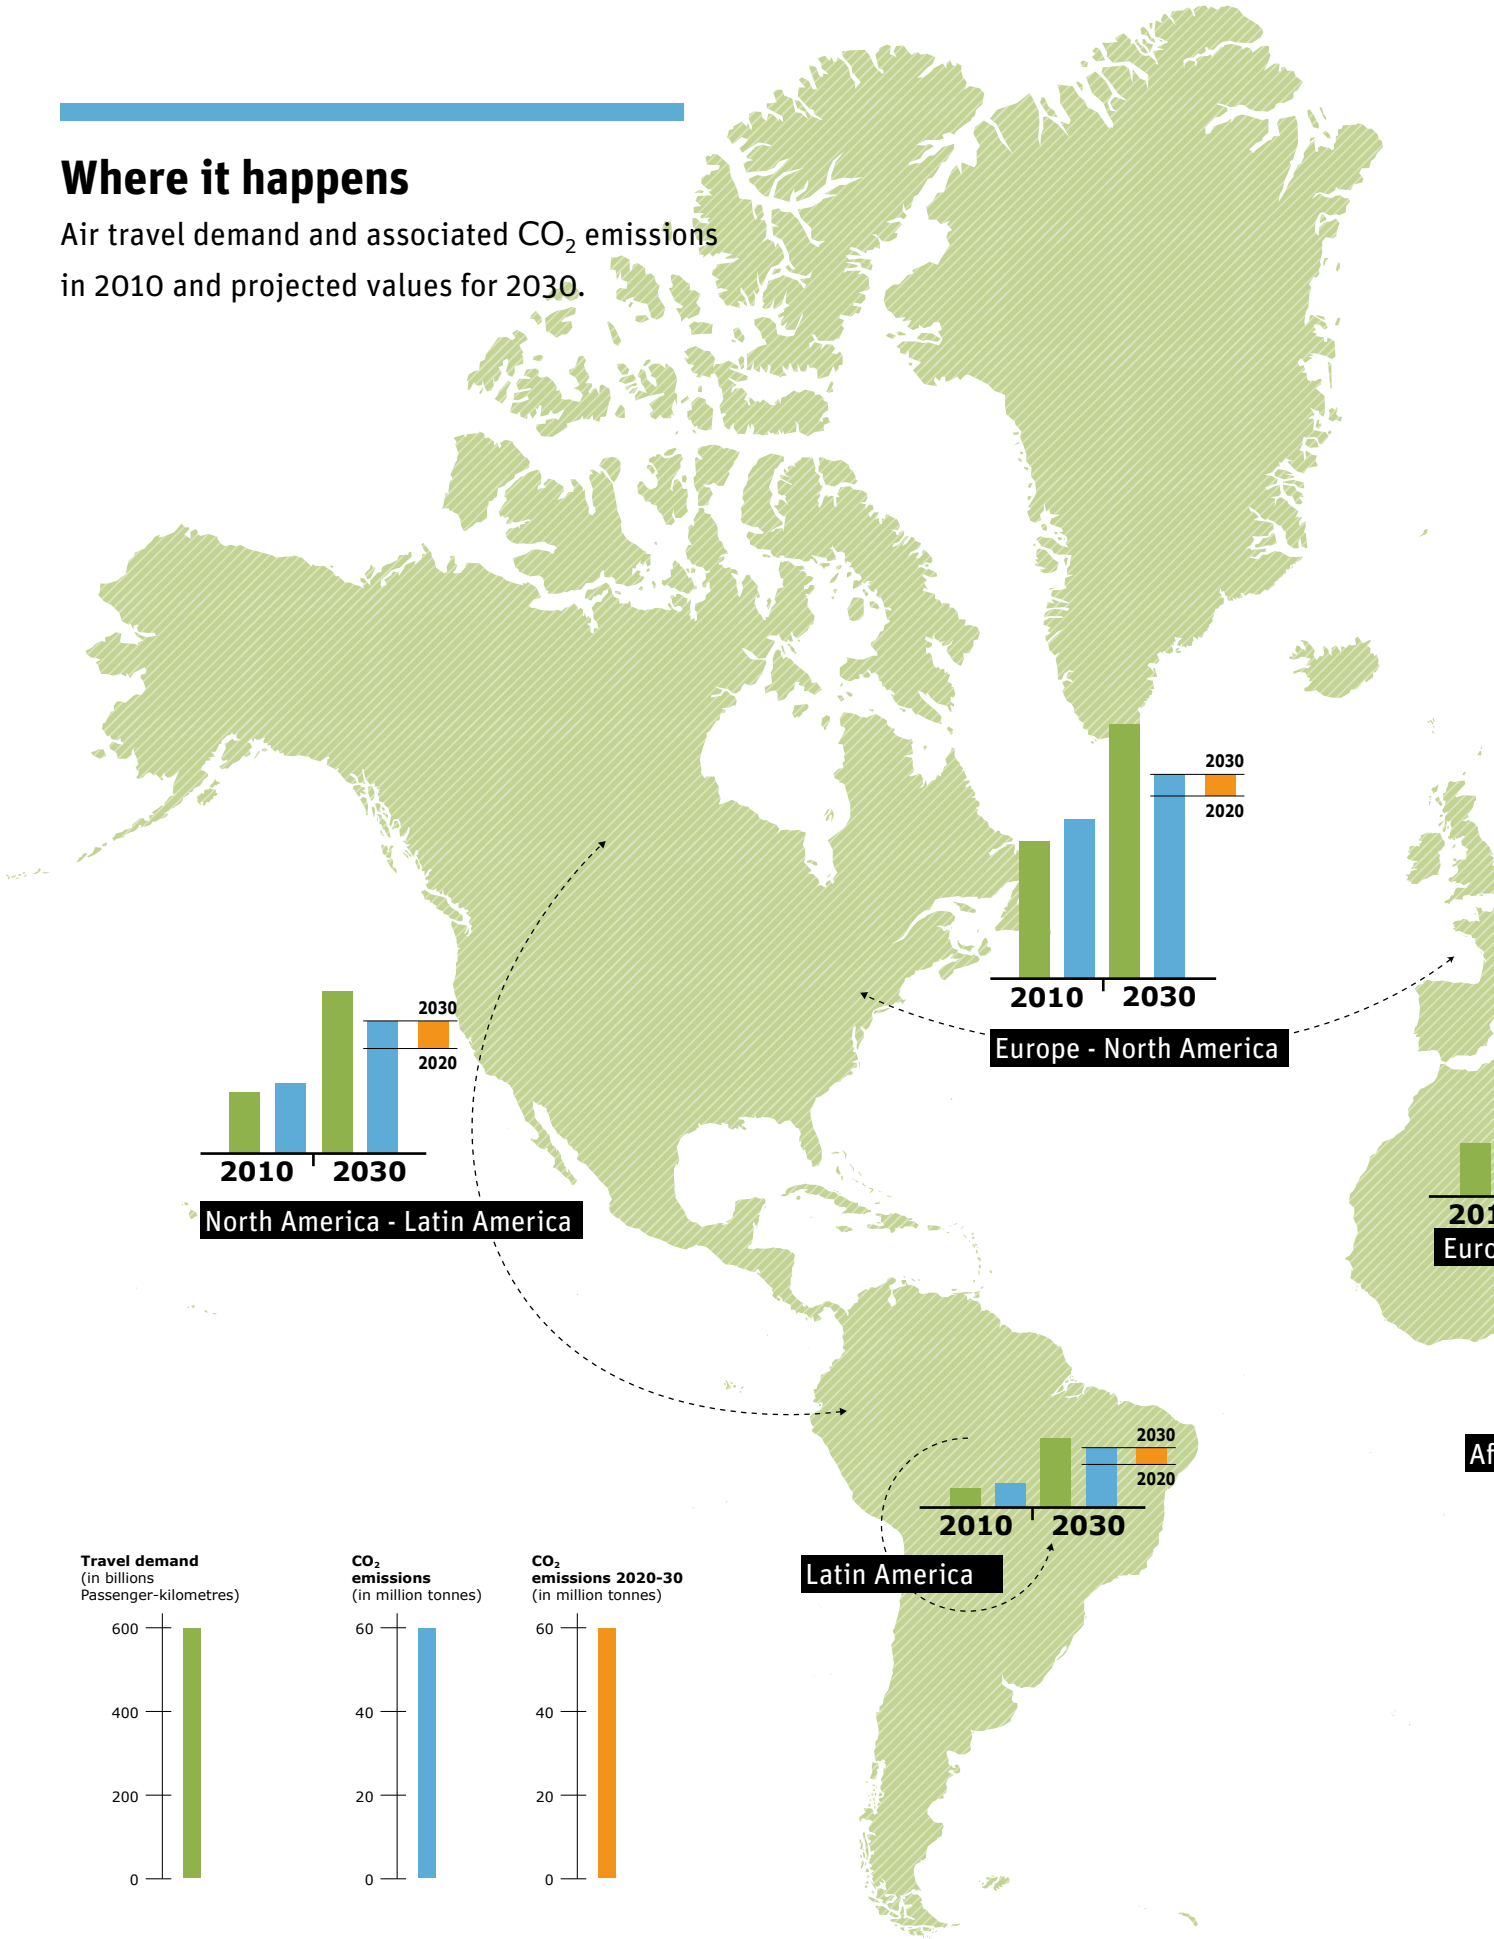 Where it happens
Air travel demand and associated CO₂ emissions
in 2010 and projected values for 2030.
2030
2020
2010 2030
Europe - North America
2030
2020
2010 2030
North America - Latin America
201
Euro
2030
2020
2010 2030
Latin America
Af
Travel demand
(in billions
Passenger-kilometres)
600
400
200
0
CO₂
emissions
(in million tonnes)
60
40
20
0
CO₂
emissions 2020-30
(in million tonnes)
60
40
20
0